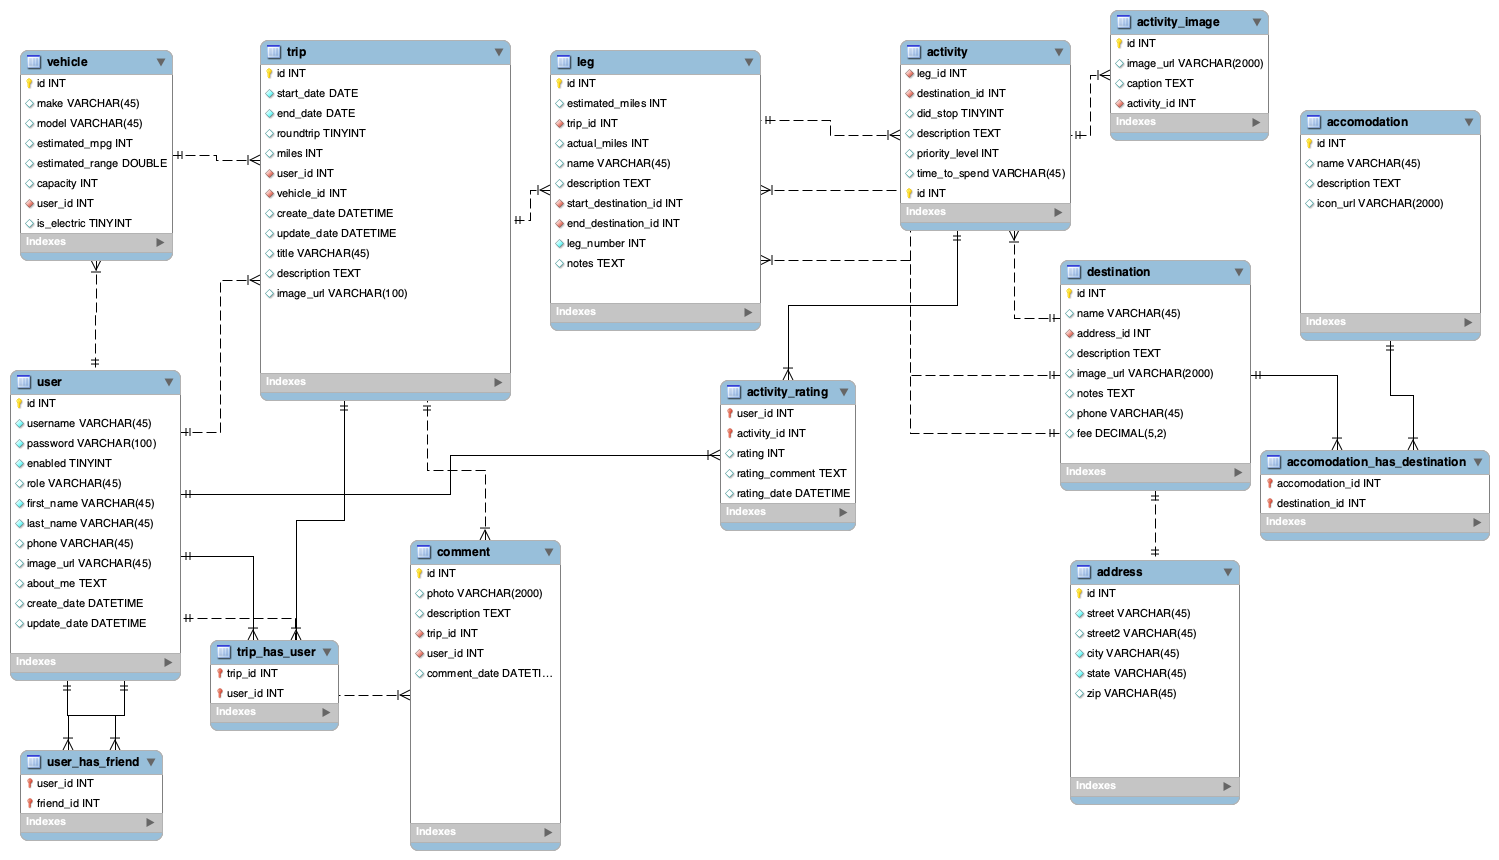 vehicle
id INT
make VARCHAR(45)
model VARCHAR(45)
estimated_mpg INT
estimated_range DOUBLE
capacity INT
user_id INT
is_electric TINYINT
Indexes
trip
id INT
start_date DATE
end_date DATE
roundtrip TINYINT
miles INT
user_id INT
vehicle_id INT
create_date DATETIME
update_date DATETIME
title VARCHAR(45)
description TEXT
image_url VARCHAR(100)
Indexes
leg
id INT
estimated_miles INT
trip_id INT
actual_miles INT
name VARCHAR(45)
description TEXT
start_destination_id INT
end_destination_id INT
leg_number INT
notes TEXT
Indexes
activity
leg_id INT
destination_id INT
did_stop TINYINT
description TEXT
priority_level INT
time_to_spend VARCHAR(45)
id INT
Indexes
activity_image
id INT
image_url VARCHAR(2000)
caption TEXT
activity_id INT
Indexes
accomodation
id INT
name VARCHAR(45)
description TEXT
icon_url VARCHAR(2000)
Indexes
destination
id INT
name VARCHAR(45)
address_id INT
description TEXT
image_url VARCHAR(2000)
notes TEXT
phone VARCHAR(45)
fee DECIMAL(5,2)
Indexes
user
id INT
username VARCHAR(45)
password VARCHAR(100)
enabled TINYINT
role VARCHAR(45)
first_name VARCHAR(45)
last_name VARCHAR(45)
phone VARCHAR(45)
image_url VARCHAR(45)
about_me TEXT
create_date DATETIME
update_date DATETIME
Indexes
activity_rating
user_id INT
activity_id INT
rating INT
rating_comment TEXT
rating_date DATETIME
Indexes
accomodation_has_destination
accomodation_id INT
destination_id INT
Indexes
comment
id INT
photo VARCHAR(2000)
description TEXT
trip_id INT
user_id INT
comment_date DATETI...
Indexes
address
id INT
street VARCHAR(45)
street2 VARCHAR(45)
city VARCHAR(45)
state VARCHAR(45)
zip VARCHAR(45)
Indexes
trip_has_user
trip_id INT
user_id INT
Indexes
user_has_friend
user_id INT
friend_id INT
Indexes